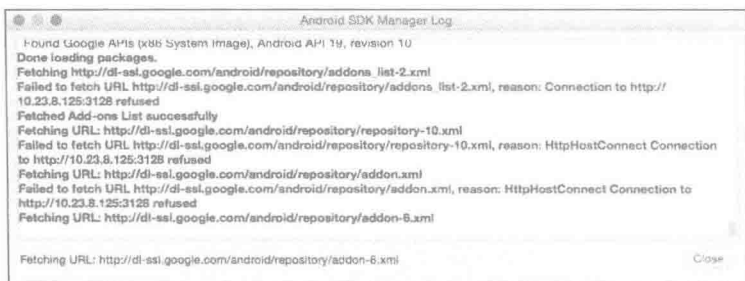 Android SDK Manager Log
Found Google APIs (x86 System Image), Android API 19, revision 10
Done loading packages.
Fetching http://dl-ssl.google.com/android/repository/addons_list-2.xml
Failed to fetch URL http://dl-ssl.google.com/android/repository/addons_list-2.xml, reason: Connection to http://
10.23.8.125:3128 refused
Fetched Add-ons List successfully
Fetching URL: http://dl-ssl.google.com/android/repository/repository-10.xml
Failed to fetch URL http://dl-ssl.google.com/android/repository/repository-10.xml, reason: HttpHostConnect Connection
to http://10.23.8.125:3128 refused
Fetching URL: http://dl-ssl.google.com/android/repository/addon.xml
Failed to fetch URL http://dl-ssl.google.com/android/repository/addon.xml, reason: HttpHostConnect Connection to
http://10.23.8.125:3128 refused
Fetching URL: http://dl-ssl.google.com/android/repository/addon-6.xml
Fetching URL: http://dl-ssl.google.com/android/repository/addon-6.xml
Close